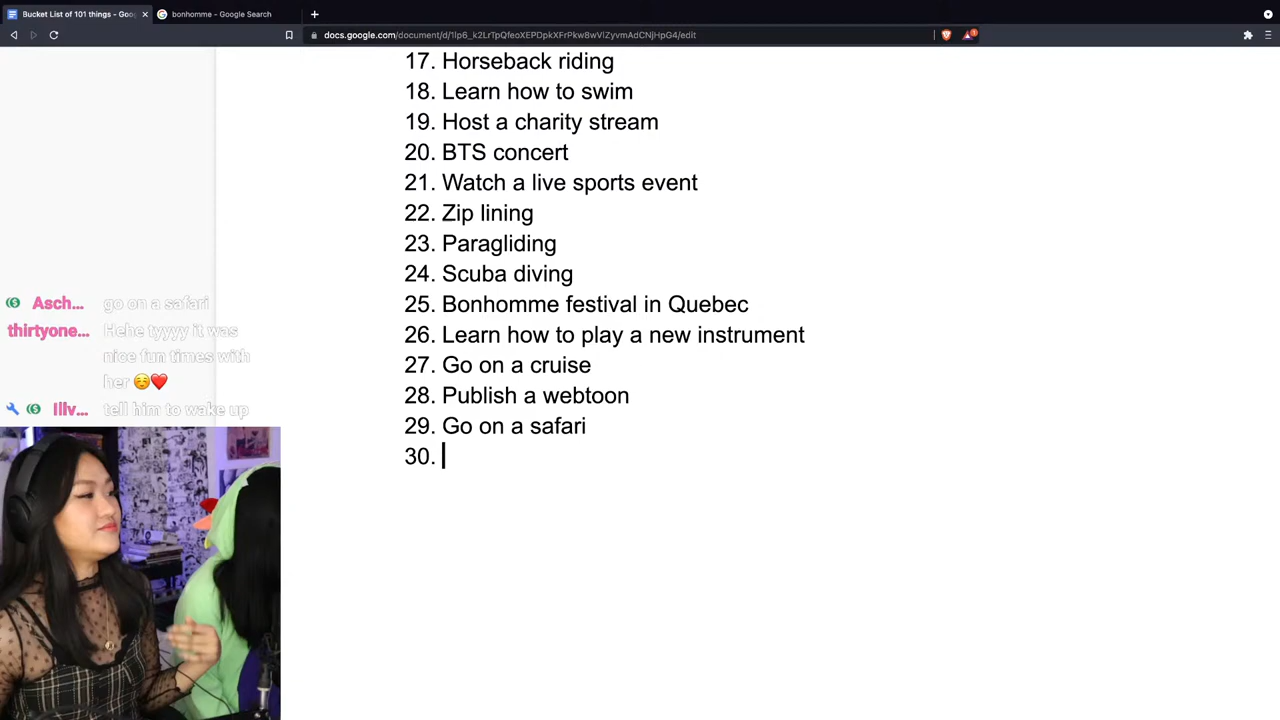 Bucket List of 101 things - Goo
bonhomme - Google Search
docs.google.com/document/d/1lp6_k2LrTpQfeoXEPDpkXFrPkw8wVlZyvmAdCNjHpG4/edit
17. Horseback riding
18. Learn how to swim
19. Host a charity stream
20. BTS concert
21. Watch a live sports event
22. Zip lining
23. Paragliding
24. Scuba diving
25. Bonhomme festival in Quebec
26. Learn how to play a new instrument
27. Go on a cruise
28. Publish a webtoon
29. Go on a safari
30.
Asch... go on a safari
thirtyone... Hehe tyyyy it was
nice fun times with
her ☺️❤️
Illv... tell him to wake up